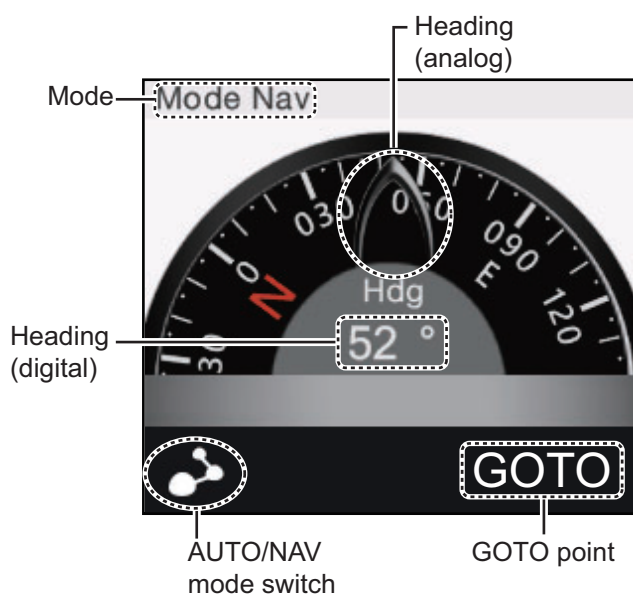 Heading
(analog)
Mode
Mode Nav
030
060
090
120
0
N
E
30
Hdg
52 °
Heading
(digital)
GOTO
AUTO/NAV
mode switch
GOTO point